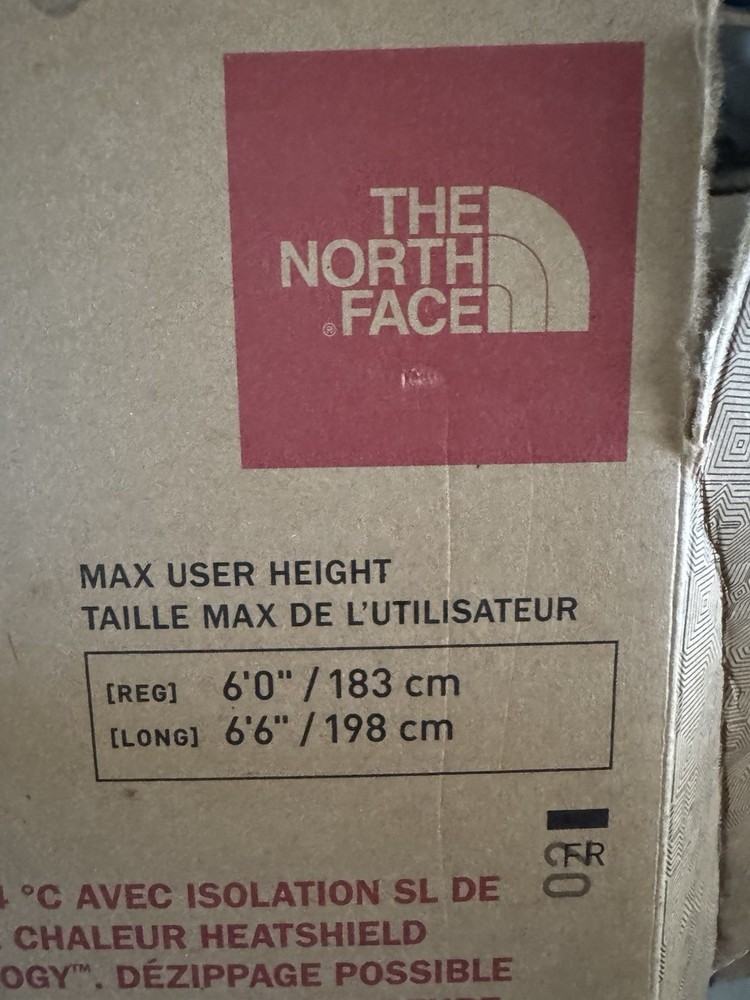 THE
NORTH
FACE
®
MAX USER HEIGHT
TAILLE MAX DE L'UTILISATEUR
[REG] 6'0" / 183 cm
[LONG] 6'6" / 198 cm
FR
°C AVEC ISOLATION SL DE
CHALEUR HEATSHIELD
OGY™. DÉZIPPAGE POSSIBLE